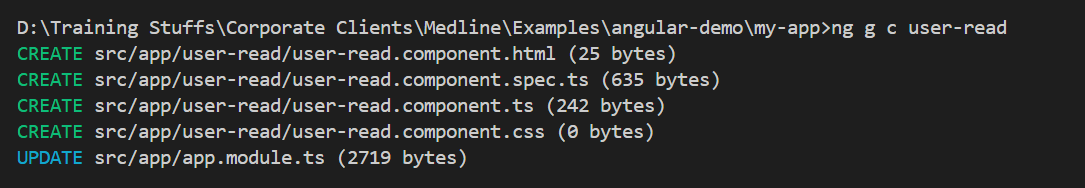 D:\Training Stuffs\Corporate Clients\Medline\Examples\angular-demo\my-app>ng g c user-read
CREATE src/app/user-read/user-read.component.html (25 bytes)
CREATE src/app/user-read/user-read.component.spec.ts (635 bytes)
CREATE src/app/user-read/user-read.component.ts (242 bytes)
CREATE src/app/user-read/user-read.component.css (0 bytes)
UPDATE src/app/app.module.ts (2719 bytes)